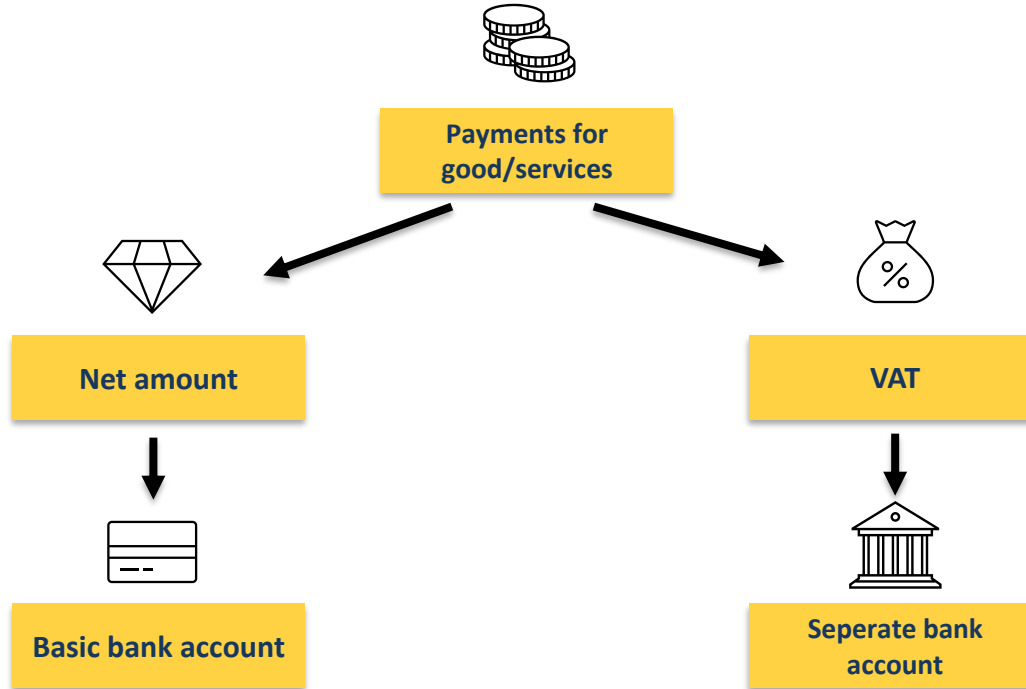 Payments for
good/services
Net amount
VAT
Basic bank account
Seperate bank
account